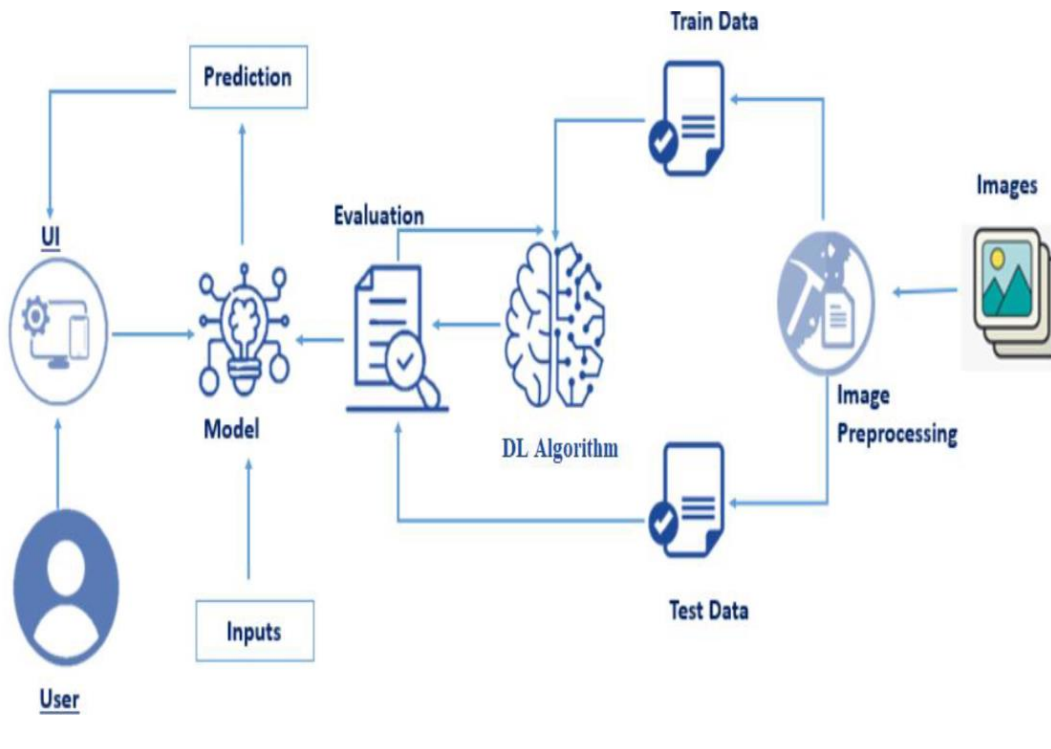 Train Data
Prediction
Images
Evaluation
UI
Image
Preprocessing
Model
DL Algorithm
Test Data
Inputs
User